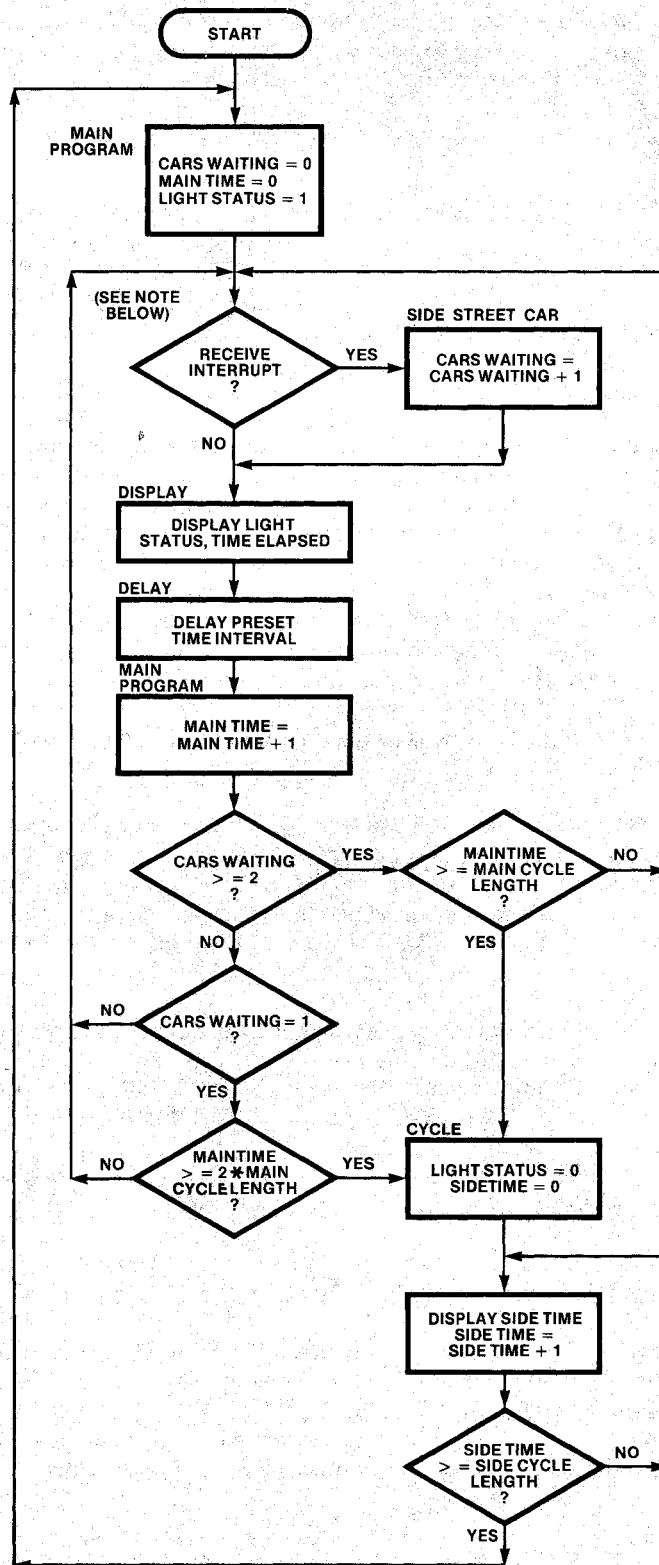 START
MAIN
PROGRAM
CARS WAITING = 0
MAIN TIME = 0
LIGHT STATUS = 1
(SEE NOTE
BELOW)
RECEIVE
INTERRUPT
?
YES
NO
SIDE STREET CAR
CARS WAITING =
CARS WAITING + 1
DISPLAY
DISPLAY LIGHT
STATUS, TIME ELAPSED
DELAY
DELAY PRESET
TIME INTERVAL
MAIN
PROGRAM
MAIN TIME =
MAIN TIME + 1
CARS WAITING
> = 2
?
YES
NO
MAINTIME
> = MAIN CYCLE
LENGTH
?
NO
YES
CARS WAITING = 1
?
NO
YES
MAINTIME
> = 2 * MAIN
CYCLE LENGTH
?
NO
YES
CYCLE
LIGHT STATUS = 0
SIDETIME = 0
DISPLAY SIDE TIME
SIDE TIME =
SIDE TIME + 1
SIDE TIME
> = SIDE CYCLE
LENGTH
?
NO
YES